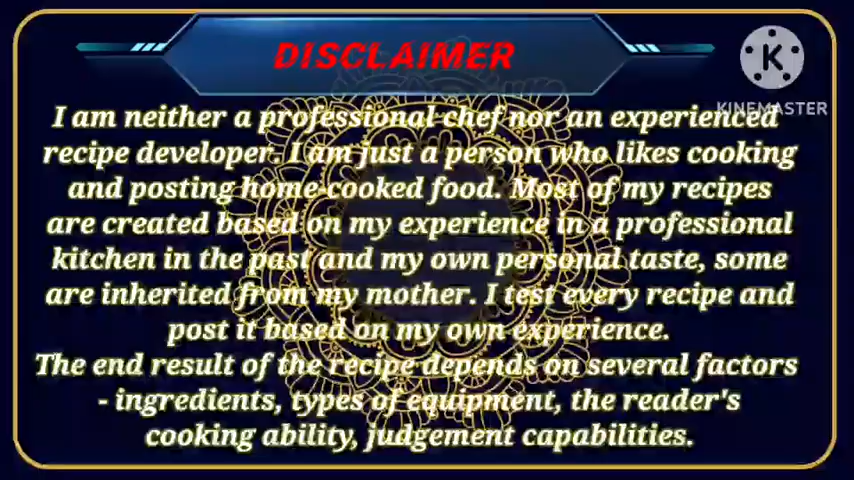 DISCLAIMER
K
KINEMASTER
I am neither a professional chef nor an experienced
recipe developer. I am just a person who likes cooking
and posting home-cooked food. Most of my recipes
are created based on my experience in a professional
kitchen in the past and my own personal taste, some
are inherited from my mother. I test every recipe and
post it based on my own experience.
The end result of the recipe depends on several factors
- ingredients, types of equipment, the reader's
cooking ability, judgement capabilities.